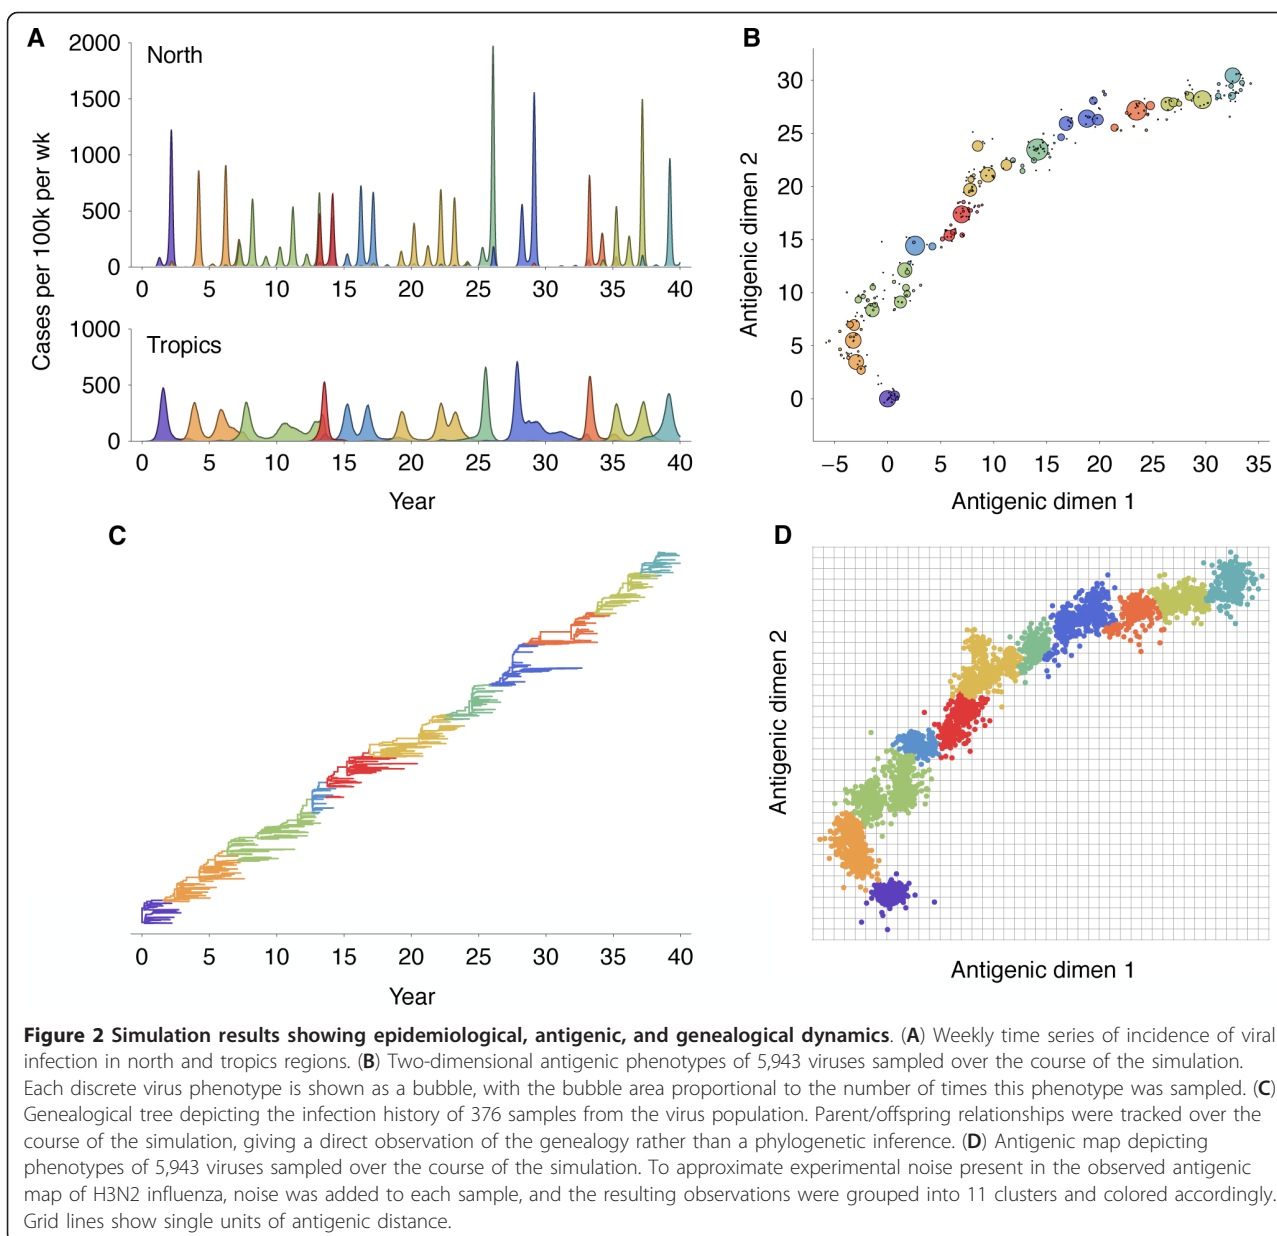 A
North
2000
1500
1000
500
0
0 5 10 15 20 25 30 35 40
Cases per 100k per wk
Tropics
1000
500
0
0 5 10 15 20 25 30 35 40
Year
B
Antigenic dimen 2
30
25
20
15
10
5
0
−5 0 5 10 15 20 25 30 35
Antigenic dimen 1
C
0 5 10 15 20 25 30 35 40
Year
D
Antigenic dimen 2
Antigenic dimen 1
Figure 2 Simulation results showing epidemiological, antigenic, and genealogical dynamics. (A) Weekly time series of incidence of viral
infection in north and tropics regions. (B) Two-dimensional antigenic phenotypes of 5,943 viruses sampled over the course of the simulation.
Each discrete virus phenotype is shown as a bubble, with the bubble area proportional to the number of times this phenotype was sampled. (C)
Genealogical tree depicting the infection history of 376 samples from the virus population. Parent/offspring relationships were tracked over the
course of the simulation, giving a direct observation of the genealogy rather than a phylogenetic inference. (D) Antigenic map depicting
phenotypes of 5,943 viruses sampled over the course of the simulation. To approximate experimental noise present in the observed antigenic
map of H3N2 influenza, noise was added to each sample, and the resulting observations were grouped into 11 clusters and colored accordingly.
Grid lines show single units of antigenic distance.